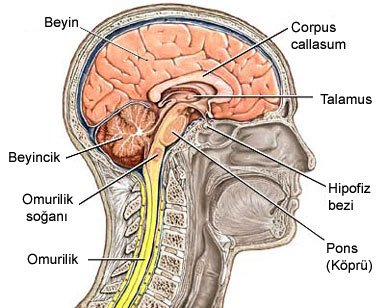 Beyin
Corpus
callasum
Talamus
Beyincik
Hipofiz
bezi
Omurilik
soğanı
Pons
(Köprü)
Omurilik